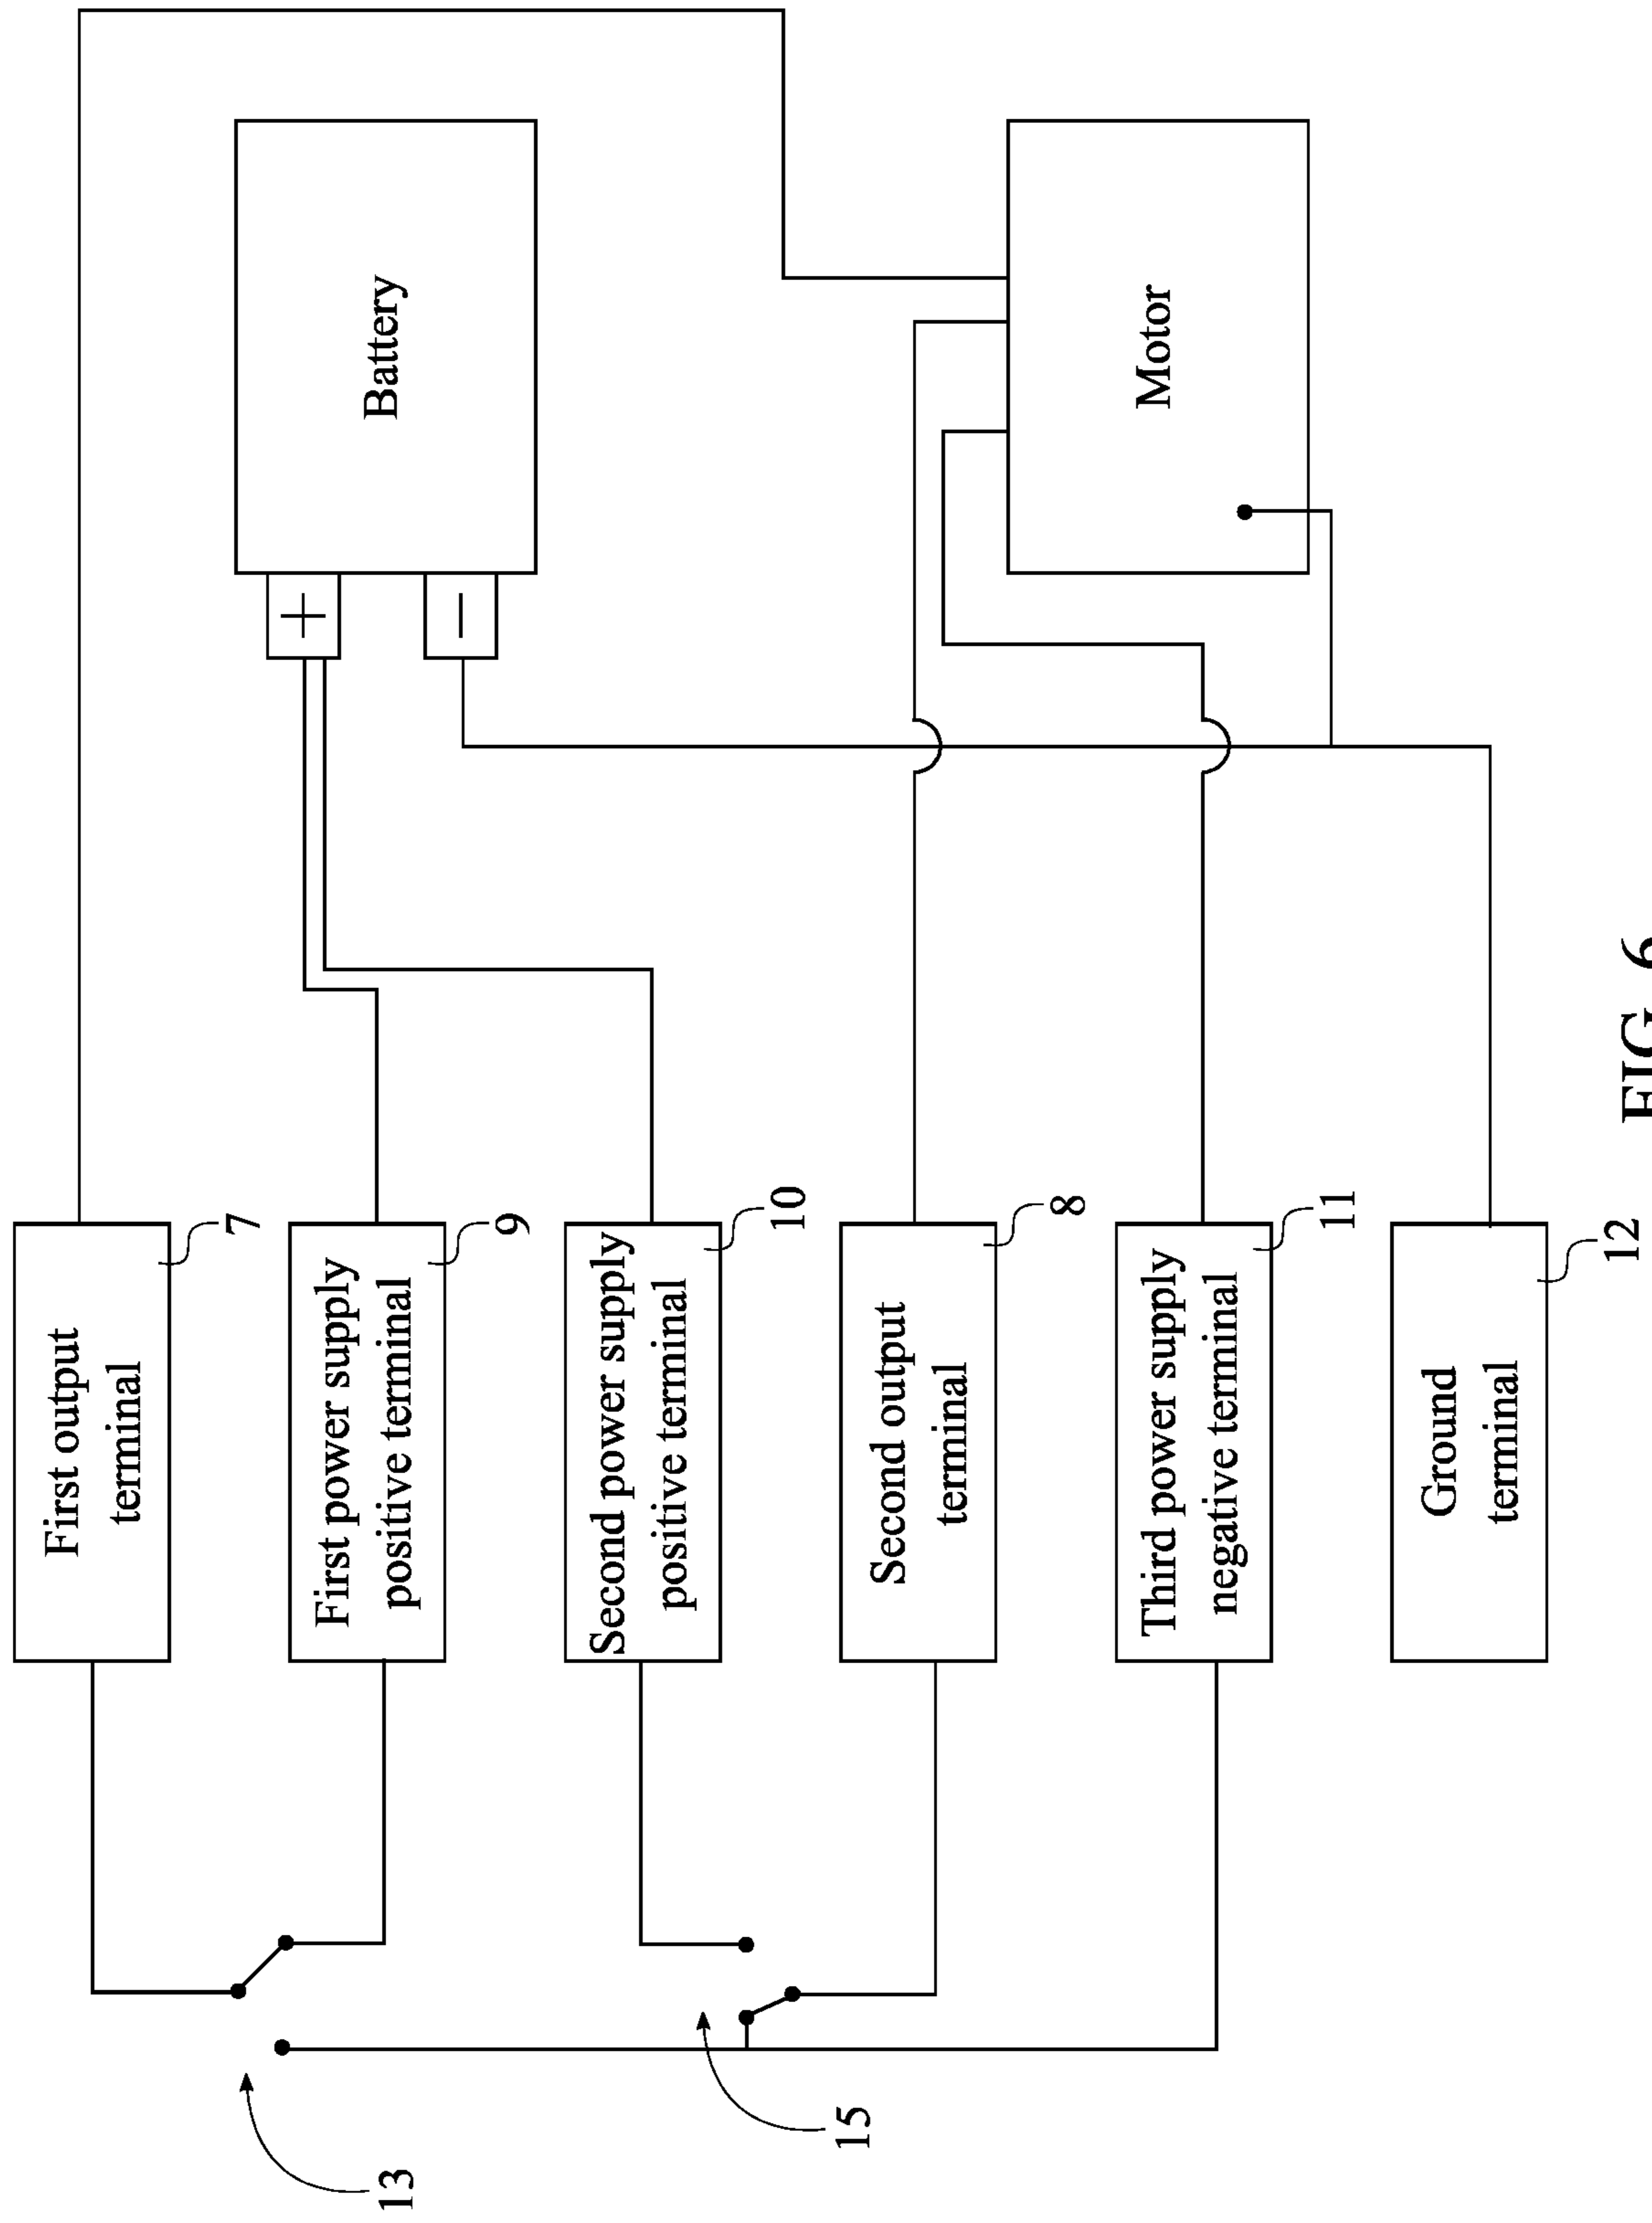 First output
terminal
7
First power supply
positive terminal
9
Second power supply
positive terminal
10
Second output
terminal
8
Third power supply
negative terminal
11
Ground
terminal
12
13
15
Battery
+
−
Motor
FIG. 6